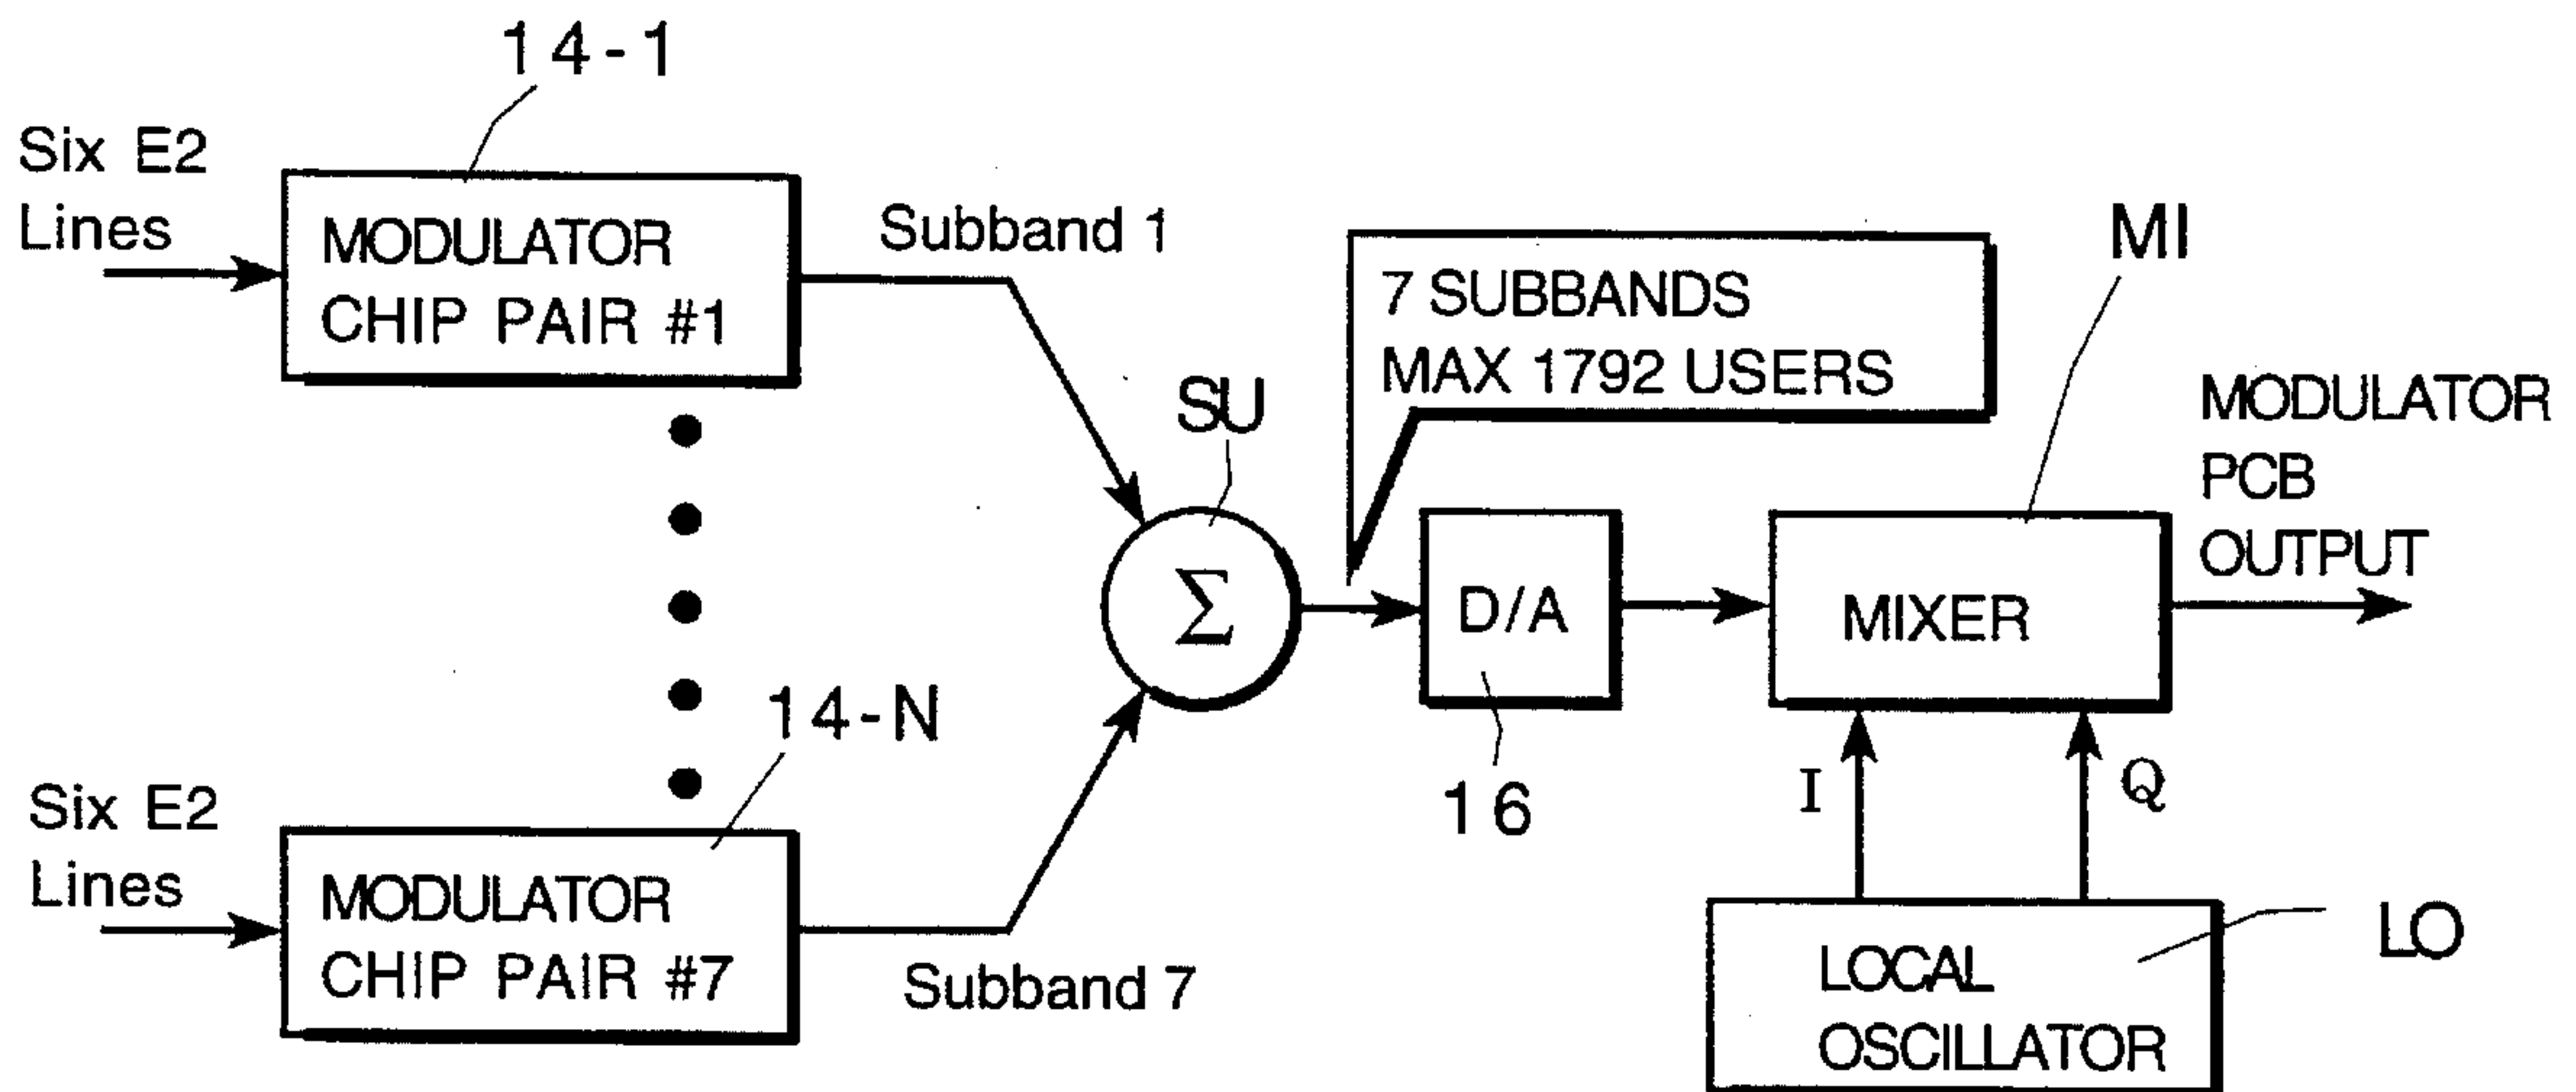 14-1
Six E2
Lines
MODULATOR
CHIP PAIR #1
Subband 1
SU
Σ
7 SUBBANDS
MAX 1792 USERS
MI
MODULATOR
PCB
OUTPUT
D/A
16
MIXER
I
Q
14-N
Six E2
Lines
MODULATOR
CHIP PAIR #7
Subband 7
LOCAL
OSCILLATOR
LO